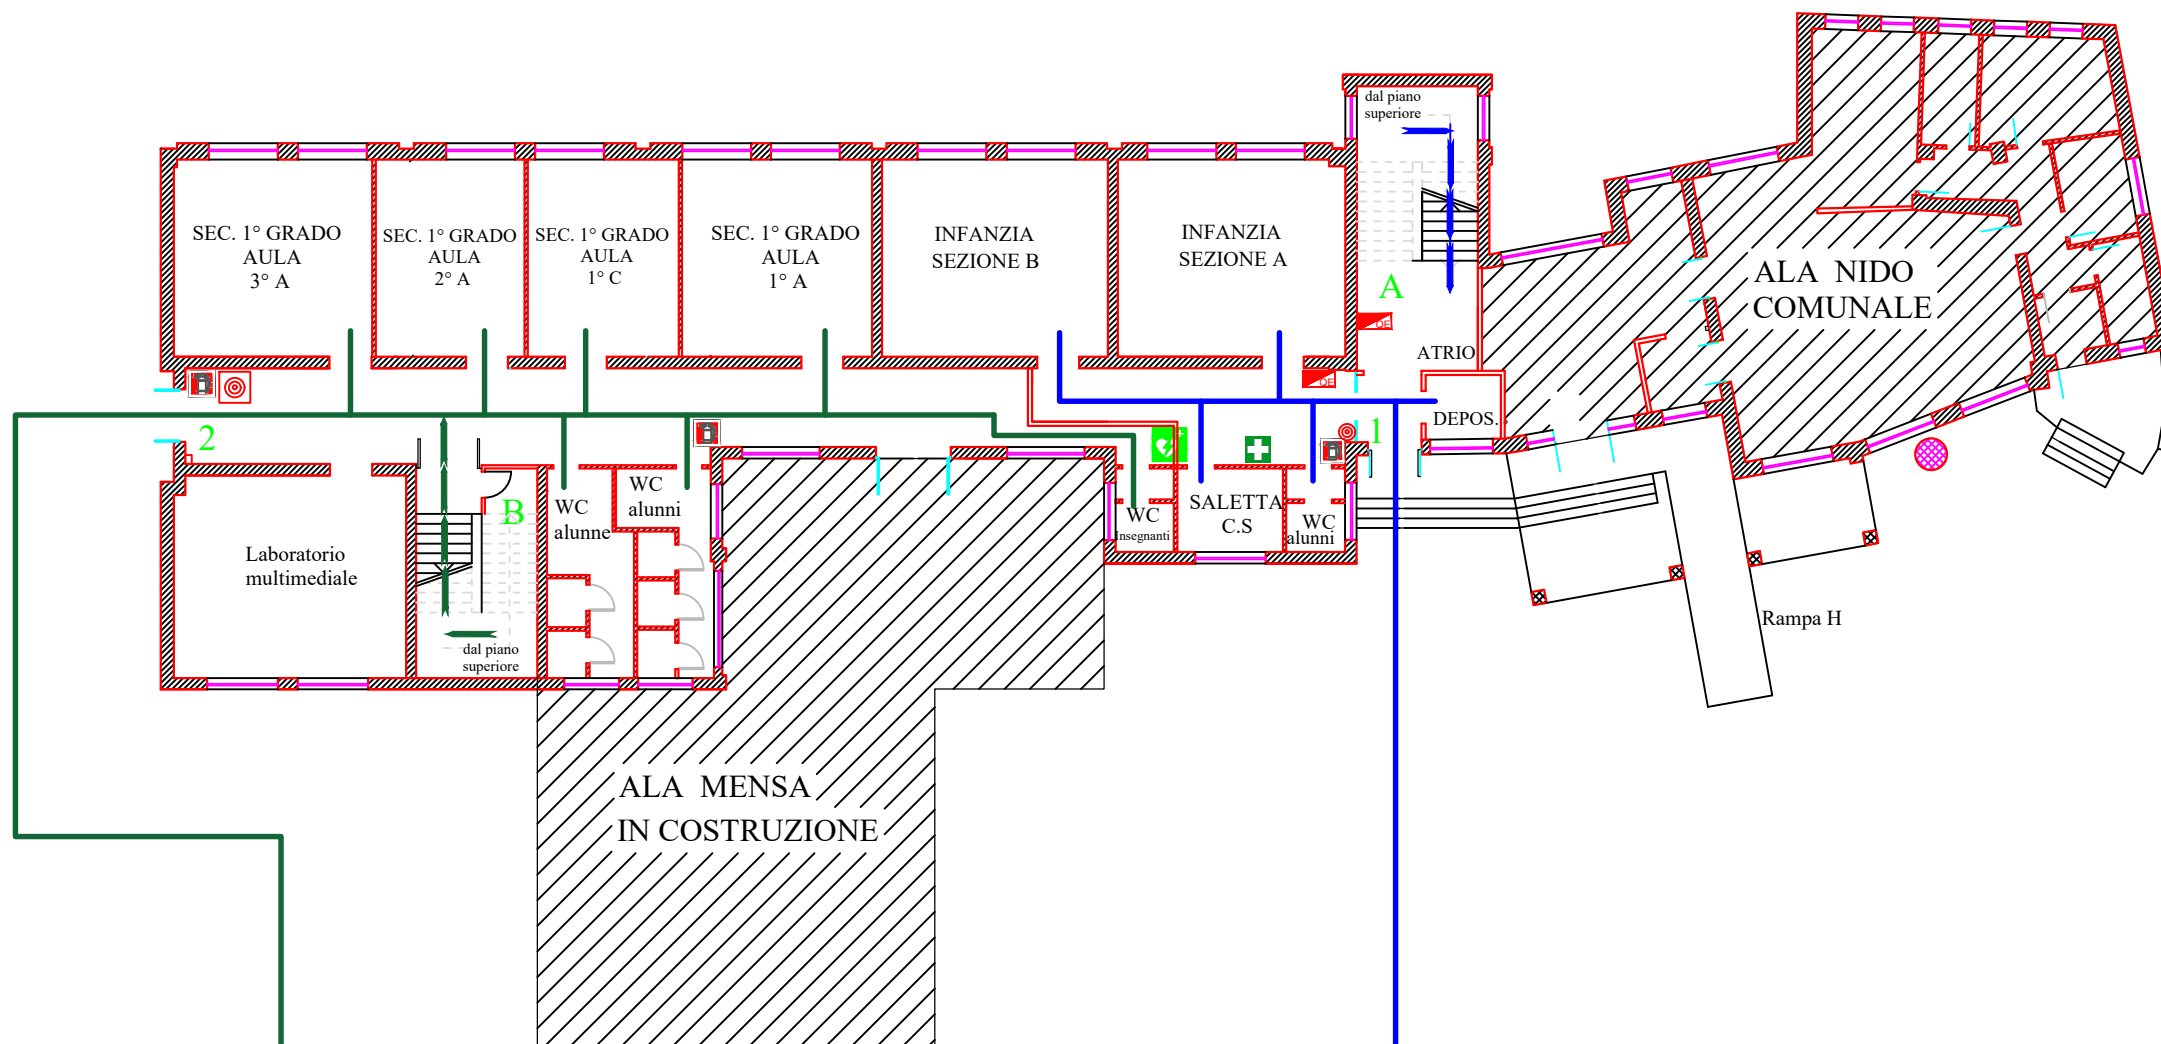 dal piano
superiore
SEC. 1° GRADO
AULA
3° A
SEC. 1° GRADO
AULA
2° A
SEC. 1° GRADO
AULA
1° C
SEC. 1° GRADO
AULA
1° A
INFANZIA
SEZIONE B
INFANZIA
SEZIONE A
A
QE
ATRIO
QE
DEPOS.
ALA NIDO
COMUNALE
2
1
B
WC
alunne
WC
alunni
WC
Insegnanti
SALETTA
C.S
WC
alunni
Laboratorio
multimediale
dal piano
superiore
Rampa H
ALA MENSA
IN COSTRUZIONE